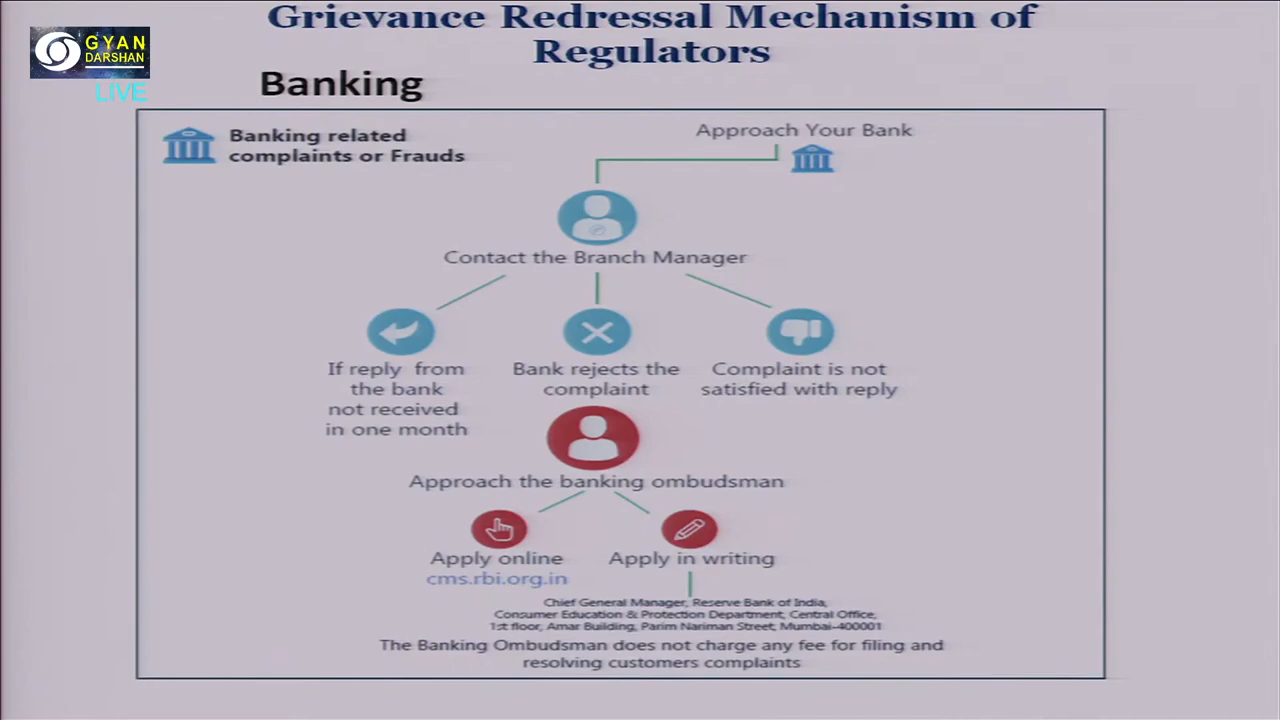 Grievance Redressal Mechanism of
Regulators
GYAN
DARSHAN
LIVE
Banking
Banking related
complaints or Frauds
Approach Your Bank
Contact the Branch Manager
If reply from
the bank
not received
in one month
Bank rejects the
complaint
Complaint is not
satisfied with reply
Approach the banking ombudsman
Apply online
cms.rbi.org.in
Apply in writing
Chief General Manager, Reserve Bank of India,
Consumer Education & Protection Department, Central Office,
1st floor, Amar Building, Parim Nariman Street, Mumbai-400001
The Banking Ombudsman does not charge any fee for filing and
resolving customers complaints